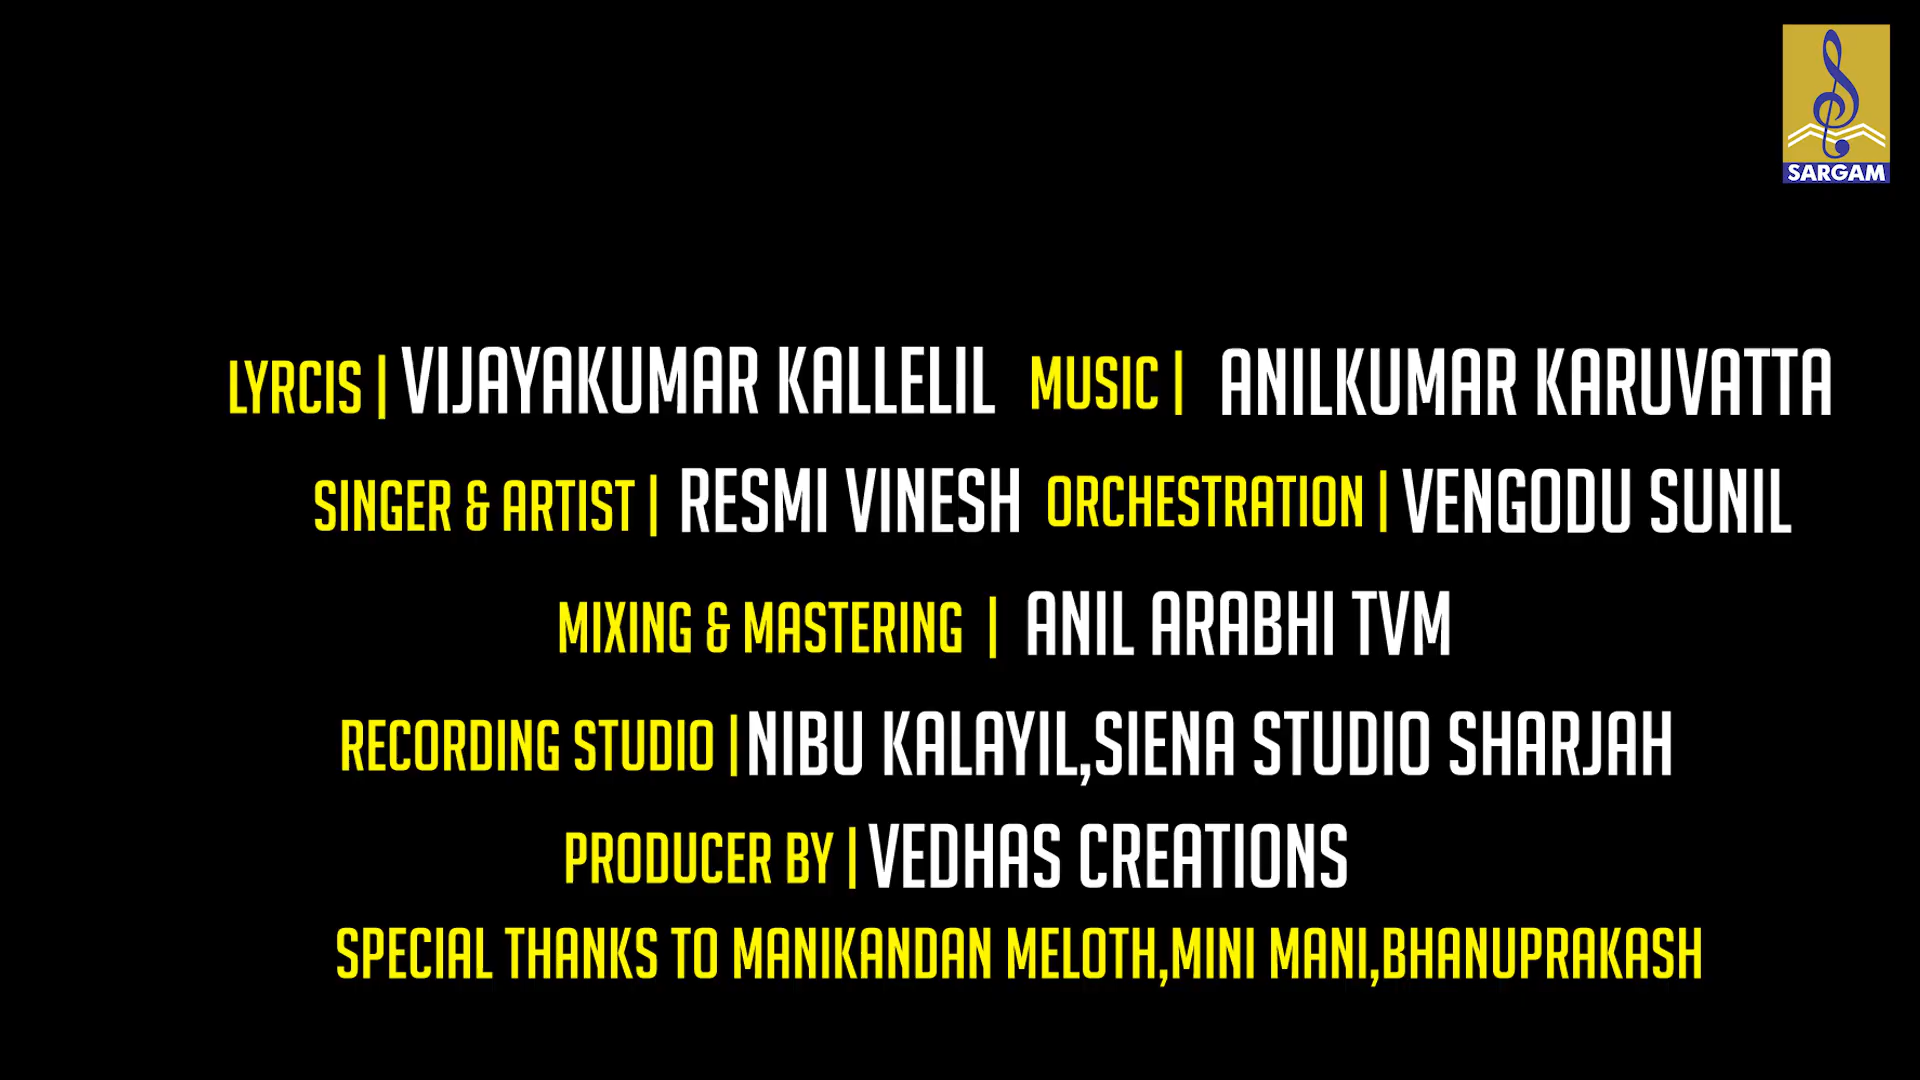 SARGAM
LYRCIS | VIJAYAKUMAR KALLELIL MUSIC | ANILKUMAR KARUVATTA
SINGER & ARTIST | RESMI VINESH ORCHESTRATION | VENGODU SUNIL
MIXING & MASTERING | ANIL ARABHI TVM
RECORDING STUDIO | NIBU KALAYIL,SIENA STUDIO SHARJAH
PRODUCER BY | VEDHAS CREATIONS
SPECIAL THANKS TO MANIKANDAN MELOTH,MINI MANI,BHANUPRAKASH